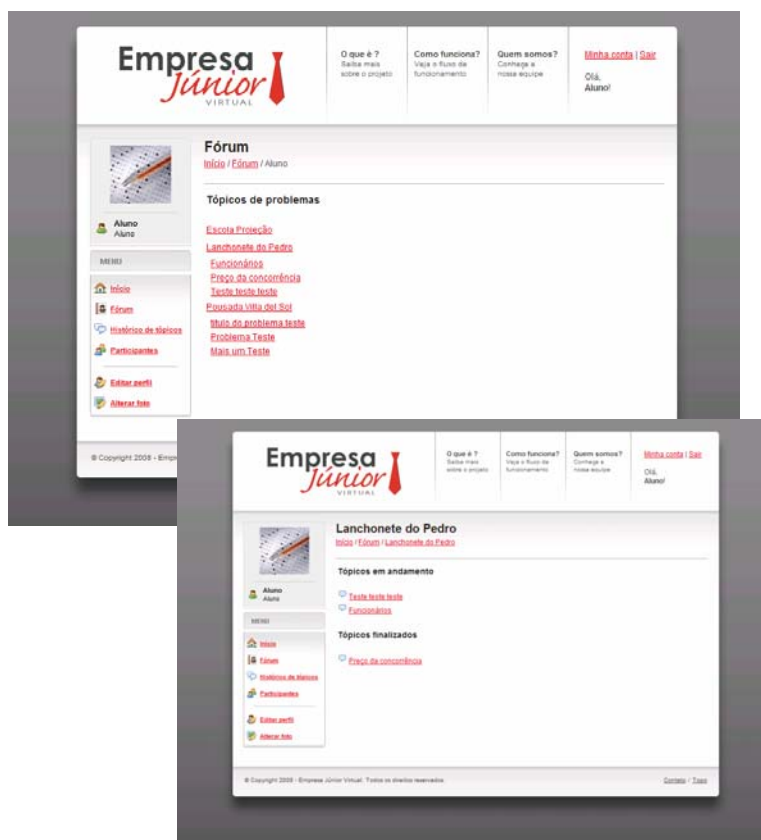 Empresa
Júnior
VIRTUAL
O que é ?
Saiba mais
sobre o projeto
Como funciona?
Veja o fluxo de
funcionamento
Quem somos?
Conheça a
nossa equipe
Minha conta | Sair
Olá,
Aluno!
Aluno
Aluno
MENU
Início
Fórum
Histórico de tópicos
Participantes
Editar perfil
Alterar foto
Fórum
Início / Fórum / Aluno
Tópicos de problemas
Escola Projeção
Lanchonete do Pedro
Funcionários
Preço da concorrência
Teste teste teste
Pousada Villa del Sol
titulo do problema teste
Problema Teste
Mais um Teste
© Copyright 2008 - Empre
Empresa
Júnior
VIRTUAL
O que é ?
Saiba mais
sobre o projeto
Como funciona?
Veja o fluxo de
funcionamento
Quem somos?
Conheça a
nossa equipe
Minha conta | Sair
Olá,
Aluno!
Aluno
Aluno
MENU
Início
Fórum
Histórico de tópicos
Participantes
Editar perfil
Alterar foto
Lanchonete do Pedro
Início / Fórum / Lanchonete do Pedro
Tópicos em andamento
Teste teste teste
Funcionários
Tópicos finalizados
Preço da concorrência
© Copyright 2008 - Empresa Júnior Virtual. Todos os direitos reservados.
Contato / Topo